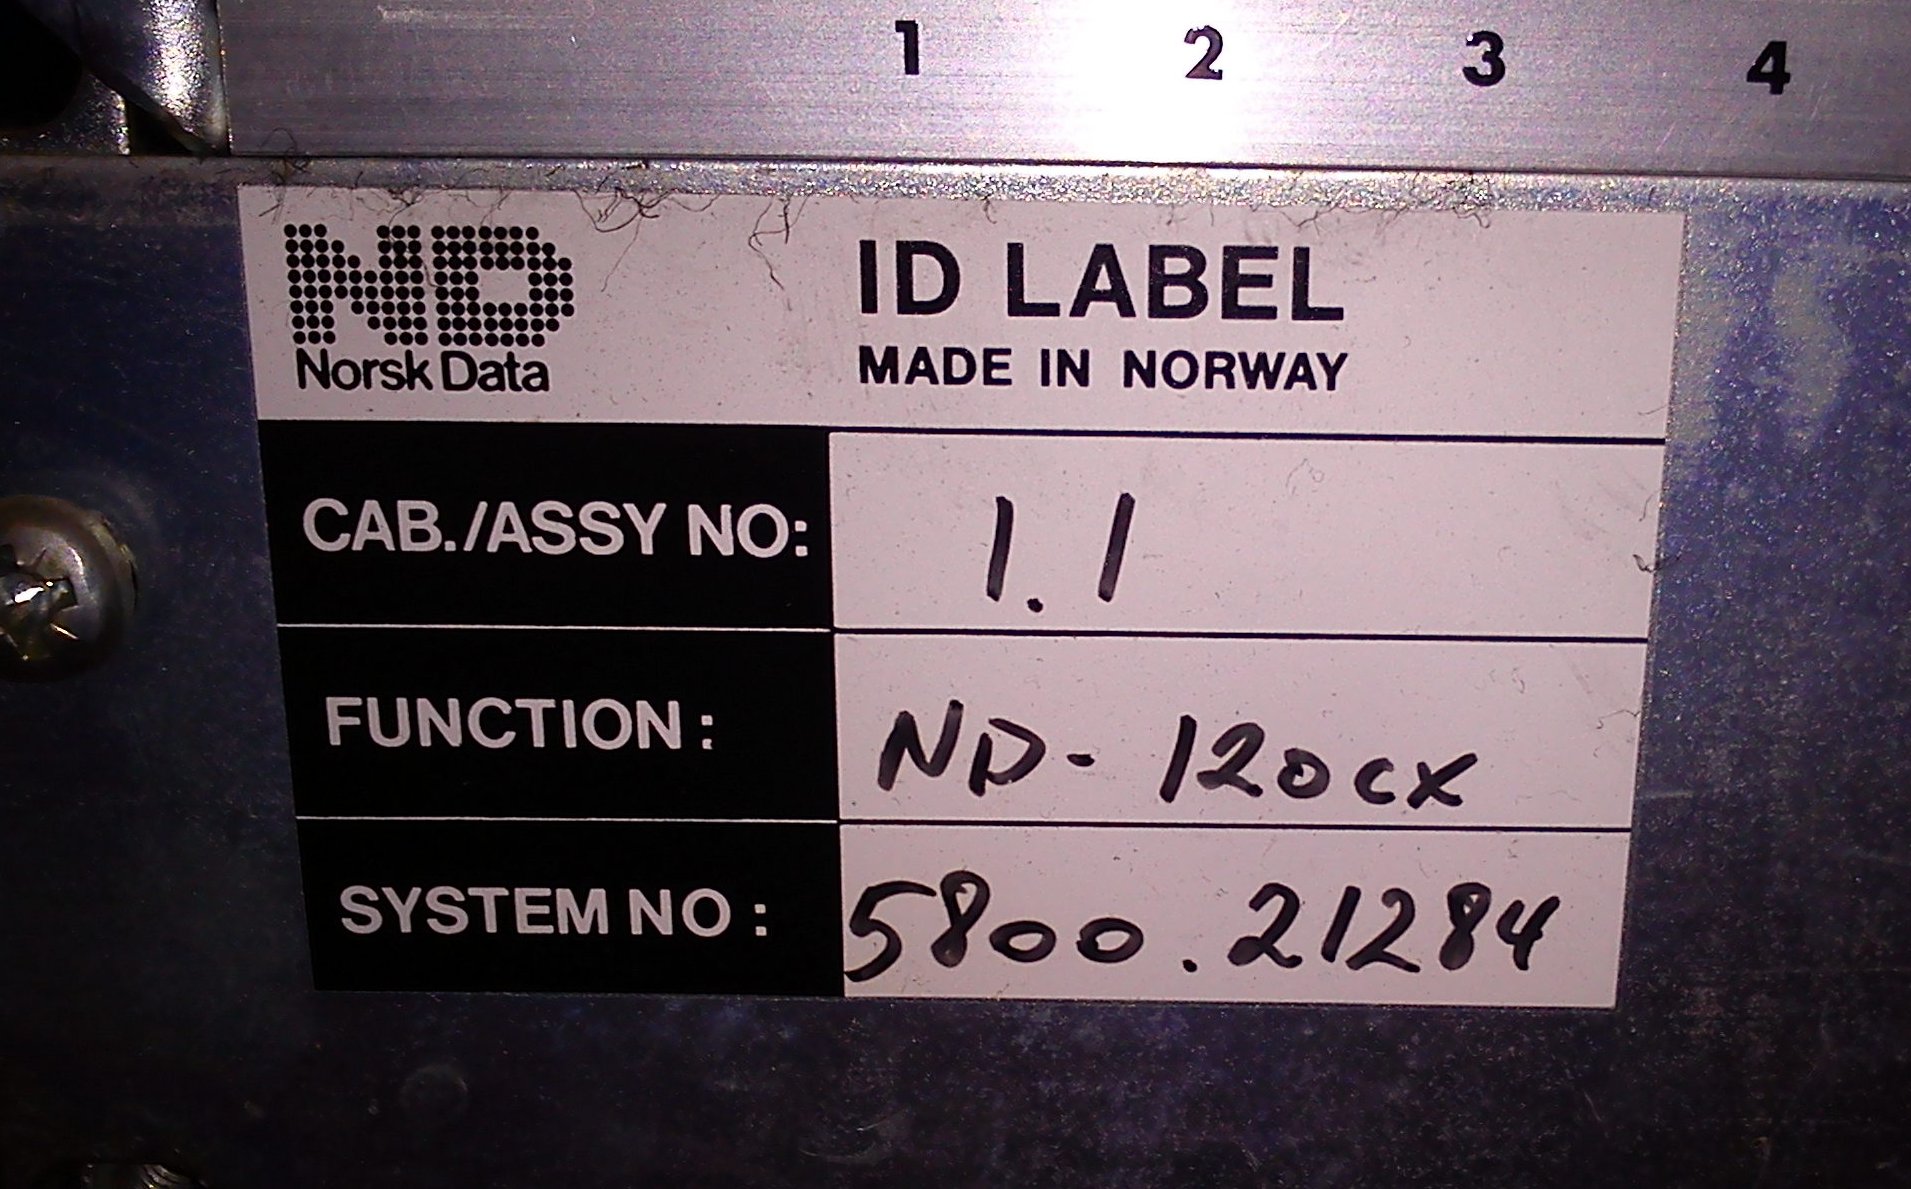 1 2 3 4
ND ID LABEL
Norsk Data MADE IN NORWAY
CAB./ASSY NO: 1.1
FUNCTION: ND-120CX
SYSTEM NO: 5800.21284